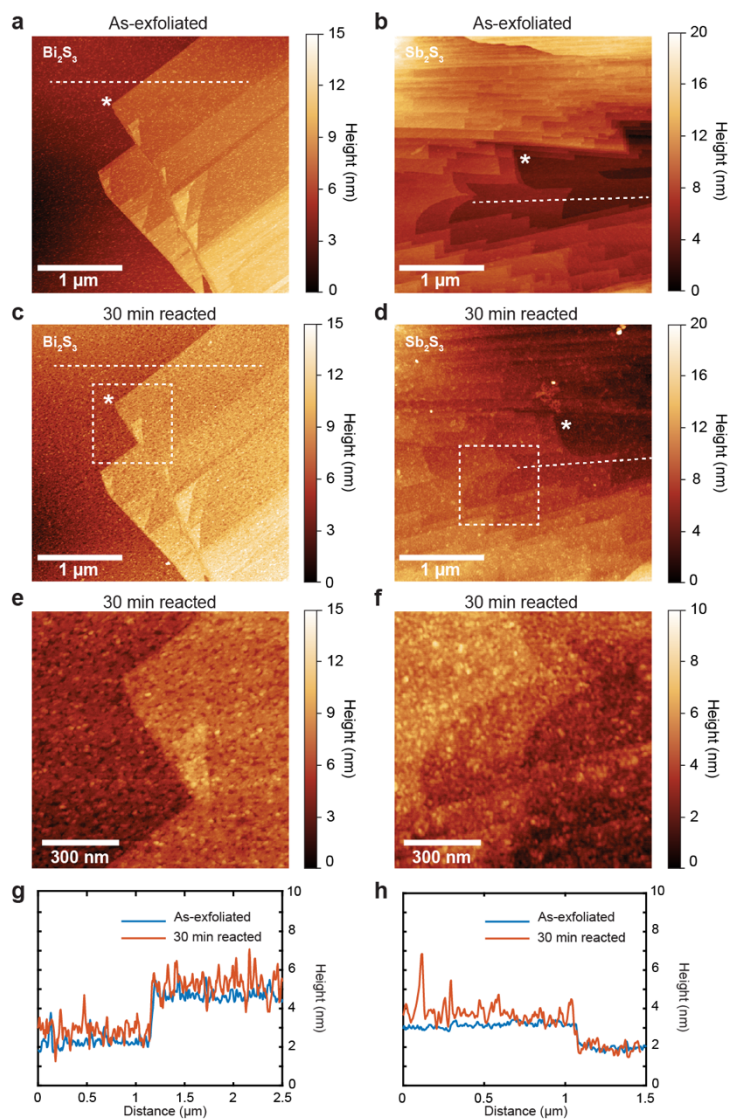 a As-exfoliated
Bi₂S₃
*
1 µm
15
12
9
6
3
0
Height (nm)
b As-exfoliated
Sb₂S₃
*
1 µm
20
16
12
8
4
0
Height (nm)
c 30 min reacted
Bi₂S₃
*
1 µm
15
12
9
6
3
0
Height (nm)
d 30 min reacted
Sb₂S₃
*
1 µm
20
16
12
8
4
0
Height (nm)
e 30 min reacted
300 nm
15
12
9
6
3
0
Height (nm)
f 30 min reacted
300 nm
10
8
6
4
2
0
Height (nm)
g
As-exfoliated
30 min reacted
10
8
6
4
2
0
Height (nm)
0 0.5 1 1.5 2 2.5
Distance (µm)
h
As-exfoliated
30 min reacted
10
8
6
4
2
0
Height (nm)
0 0.5 1 1.5
Distance (µm)